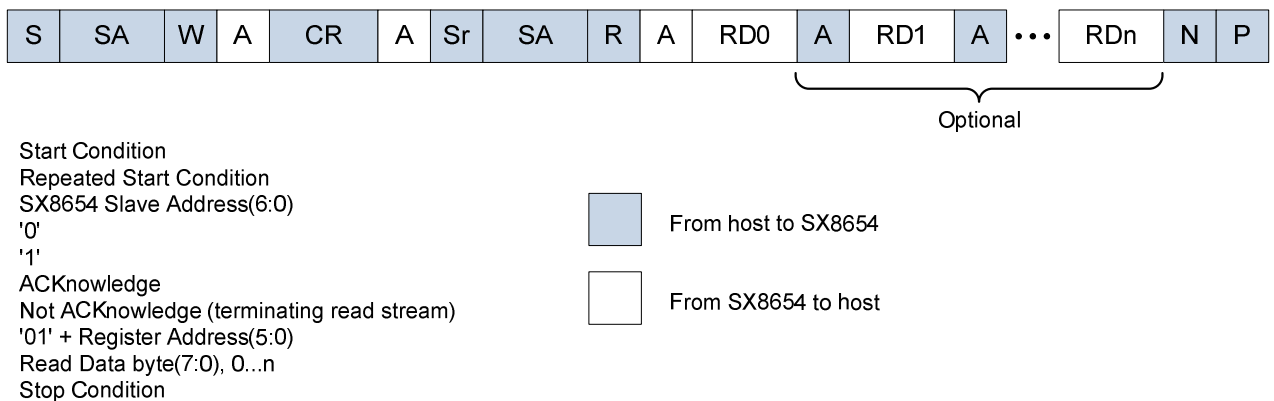 S SA W A CR A Sr SA R A RD0 A RD1 A ••• RDn N P
Optional
Start Condition
Repeated Start Condition
SX8654 Slave Address(6:0)
'0'
'1'
ACKnowledge
Not ACKnowledge (terminating read stream)
'01' + Register Address(5:0)
Read Data byte(7:0), 0...n
Stop Condition
From host to SX8654
From SX8654 to host